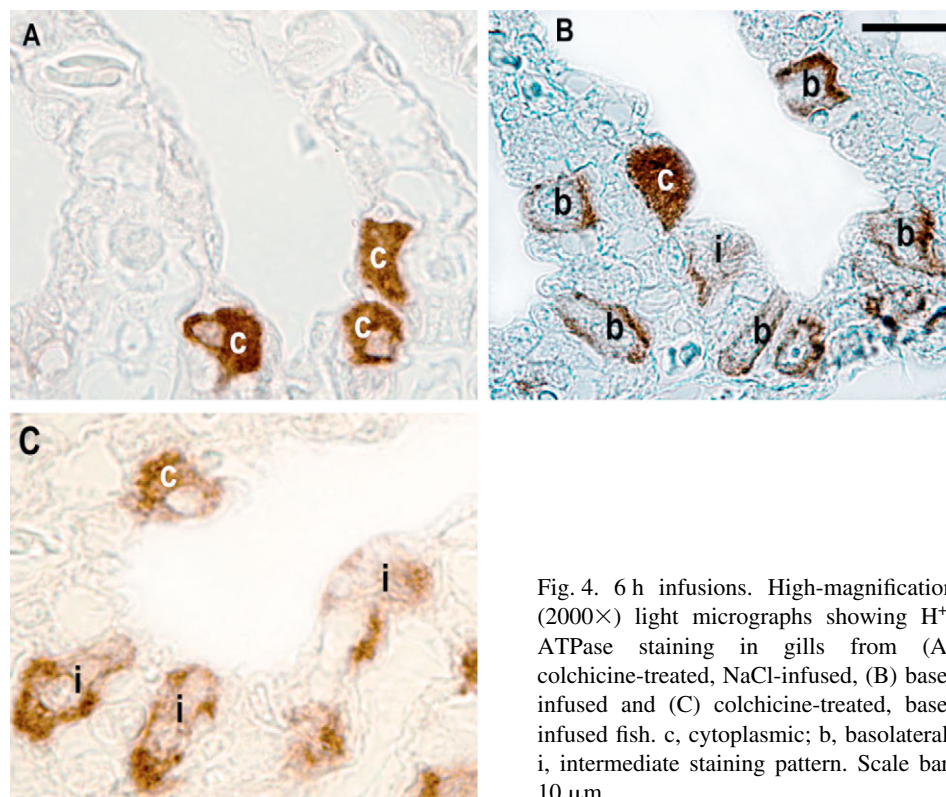 A
c
c
c
B
b
c
b
i
b
b
b
C
c
i
i
i
Fig. 4. 6 h infusions. High-magnification
(2000×) light micrographs showing H+
ATPase staining in gills from (A
colchicine-treated, NaCl-infused, (B) base
infused and (C) colchicine-treated, base
infused fish. c, cytoplasmic; b, basolateral
i, intermediate staining pattern. Scale bar
10 μm